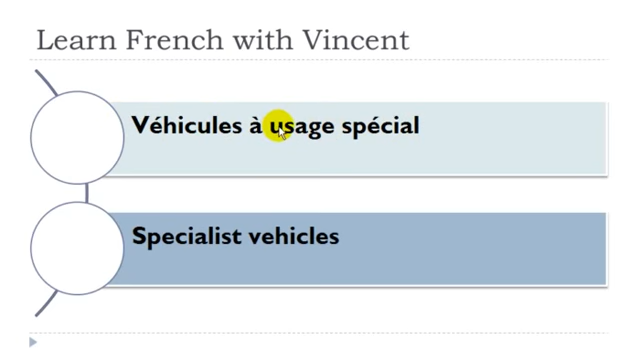 Learn French with Vincent
Véhicules à usage spécial
Specialist vehicles